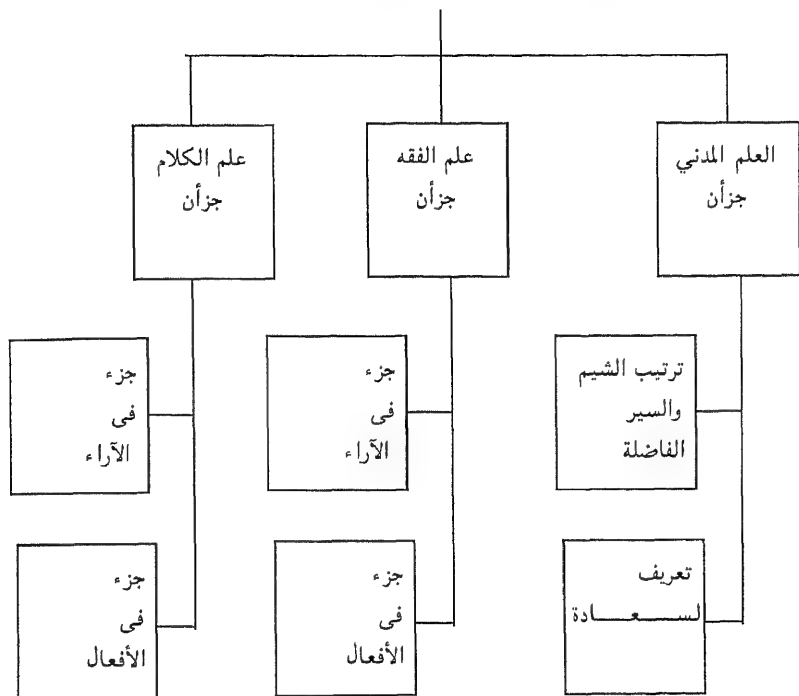 العلم المدني
جزأن
علم الفقه
جزأن
علم الكلام
جزأن
ترتيب الشيم
والسير
الفاضلة
جزء
فى
الآراء
جزء
فى
الآراء
تعريف
لسعادة
جزء
فى
الأفعال
جزء
فى
الأفعال